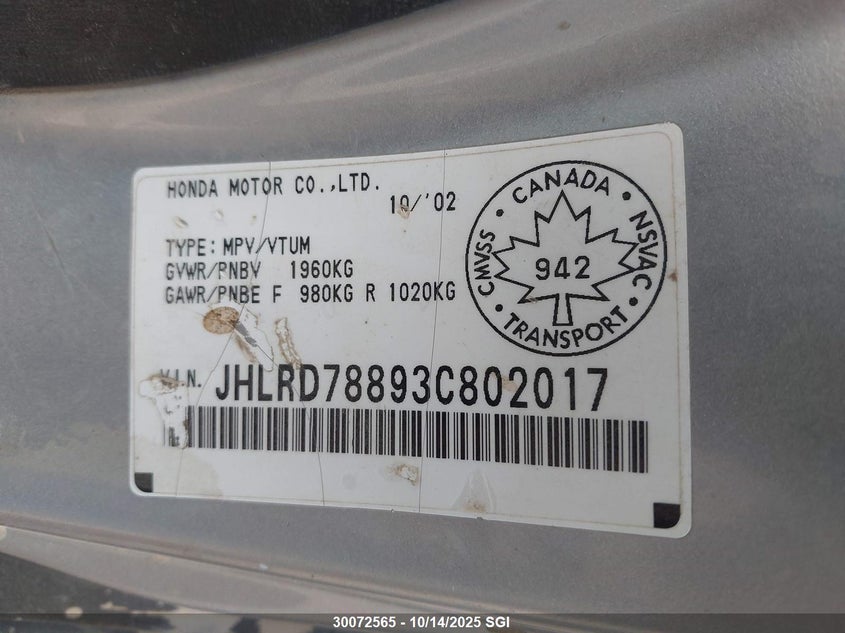 HONDA MOTOR CO.,LTD.
10/'02
TYPE: MPV/VTUM
GVWR/PNBV 1960KG
GAWR/PNBE F 980KG R 1020KG
V.I.N. JHLRD78893C802017
CANADA • NSVAC • TRANSPORT • CMVSS •
942
30072565 - 10/14/2025 SGI